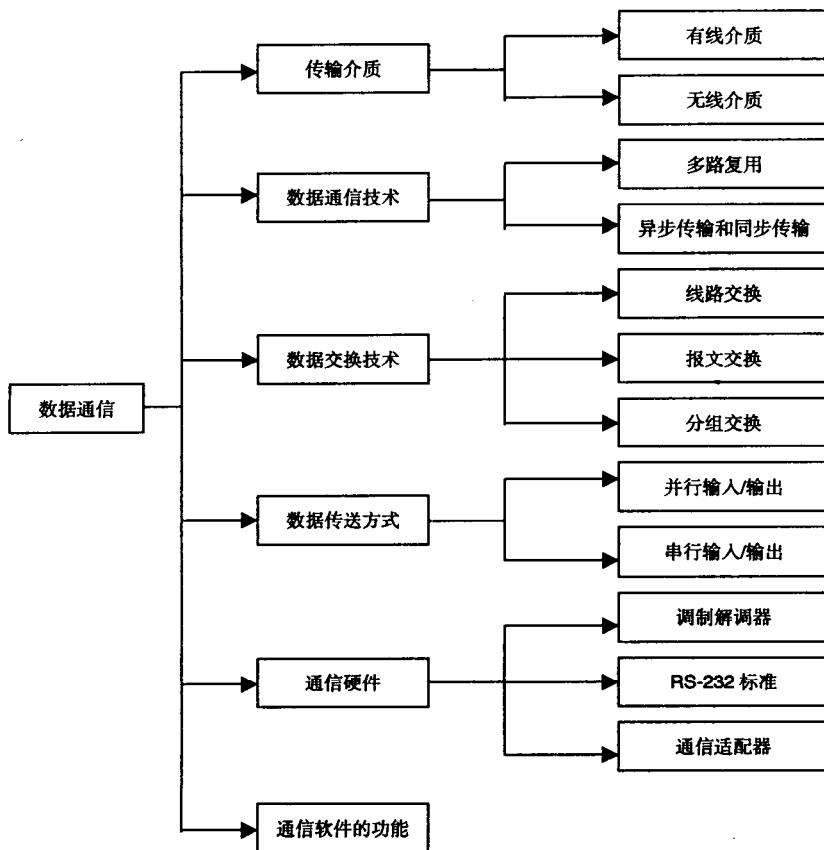 数据通信
传输介质
有线介质
无线介质
数据通信技术
多路复用
异步传输和同步传输
数据交换技术
线路交换
报文交换
分组交换
数据传送方式
并行输入/输出
串行输入/输出
通信硬件
调制解调器
RS-232 标准
通信适配器
通信软件的功能